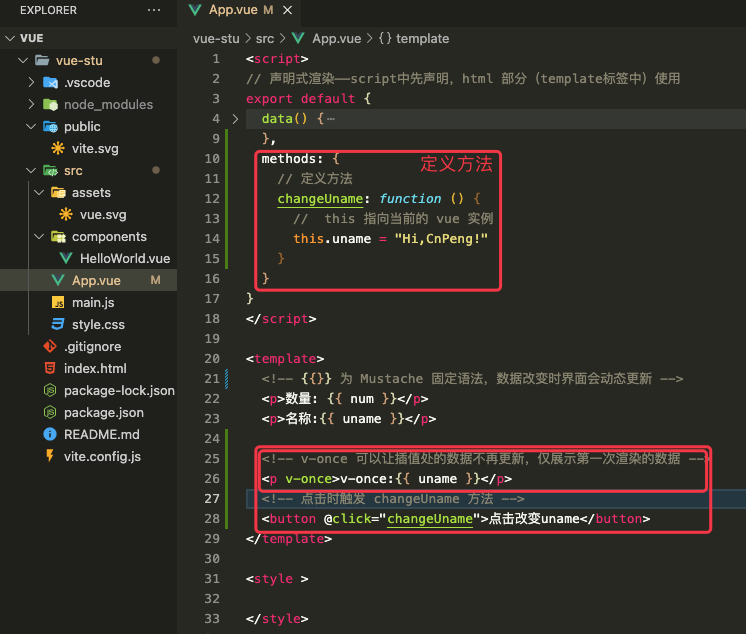 EXPLORER ···
VUE
vue-stu
.vscode
node_modules
public
vite.svg
src
assets
vue.svg
components
HelloWorld.vue
App.vue M
main.js
style.css
.gitignore
index.html
package-lock.json
package.json
README.md
vite.config.js
App.vue M ×
vue-stu > src > App.vue > {} template
1 <script>
2 // 声明式渲染——script中先声明，html 部分（template标签中）使用
3 export default {
4 data() {⋯
9 },
10 methods: { 定义方法
11 // 定义方法
12 changeUname: function () {
13 //  this 指向当前的 vue 实例
14 this.uname = "Hi,CnPeng!"
15 }
16 }
17 }
18 </script>
19
20 <template>
21 <!-- {{}} 为 Mustache 固定语法，数据改变时界面会动态更新 -->
22 <p>数量: {{ num }}</p>
23 <p>名称:{{ uname }}</p>
24
25 <!-- v-once 可以让插值处的数据不再更新，仅展示第一次渲染的数据 -->
26 <p v-once>v-once:{{ uname }}</p>
27 <!-- 点击时触发 changeUname 方法 -->
28 <button @click="changeUname">点击改变uname</button>
29 </template>
30
31 <style >
32
33 </style>